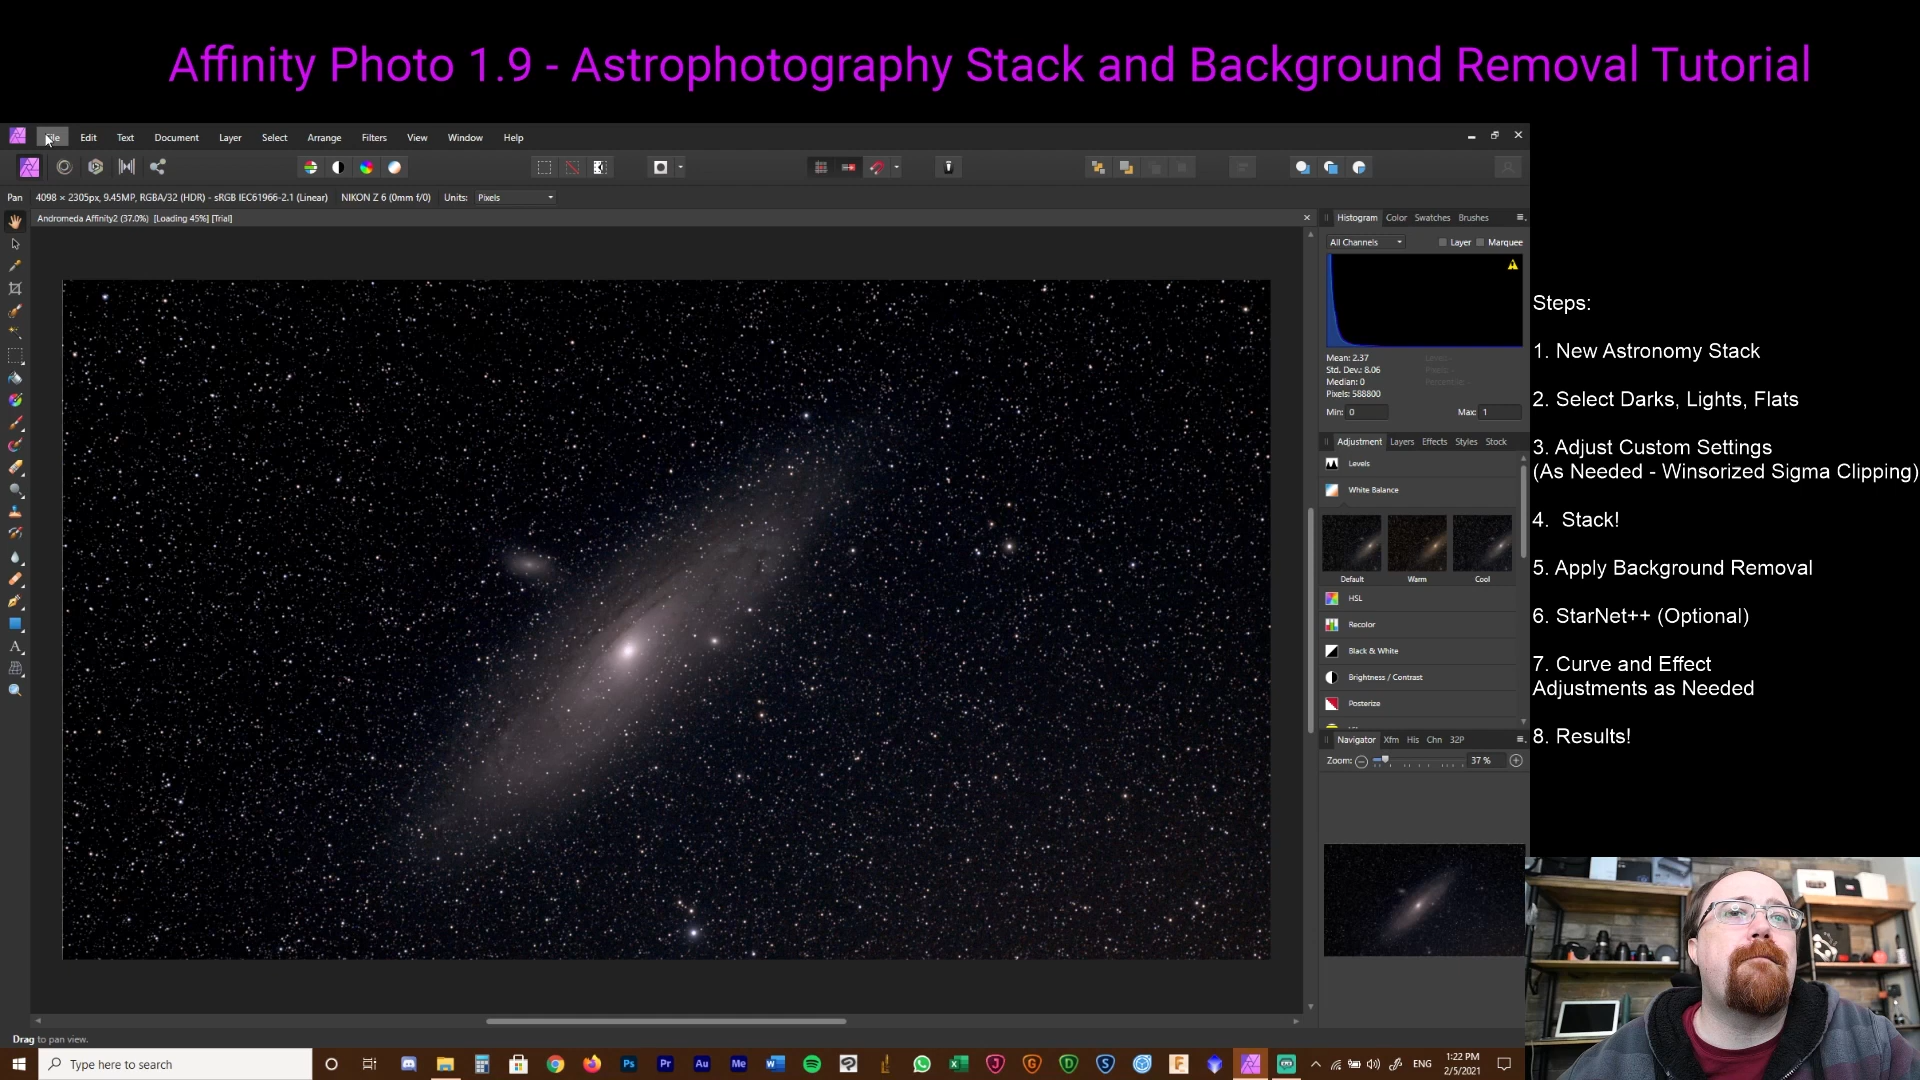 Affinity Photo 1.9 - Astrophotography Stack and Background Removal Tutorial
File Edit Text Document Layer Select Arrange Filters View Window Help
Pan 4098 × 2305px, 9.45MP, RGBA/32 (HDR) - sRGB IEC61966-2.1 (Linear) NIKON Z 6 (0mm f/0) Units: Pixels
Andromeda Affinity2 (37.0%) [Loading 45%] [Trial]
Histogram Color Swatches Brushes
All Channels Layer Marquee
Mean: 2.37
Std. Dev.: 8.06
Median: 0
Pixels: 588800
Min: 0 Max: 1
Adjustment Layers Effects Styles Stock
Levels
White Balance
Default Warm Cool
HSL
Recolor
Black & White
Brightness / Contrast
Posterize
Navigator Xfm His Chn 32P
Zoom: 37 %
Steps:
1. New Astronomy Stack
2. Select Darks, Lights, Flats
3. Adjust Custom Settings
(As Needed - Winsorized Sigma Clipping)
4. Stack!
5. Apply Background Removal
6. StarNet++ (Optional)
7. Curve and Effect
Adjustments as Needed
8. Results!
Drag to pan view.
Type here to search
Ps Pr Au Me
ENG
1:22 PM
2/5/2021